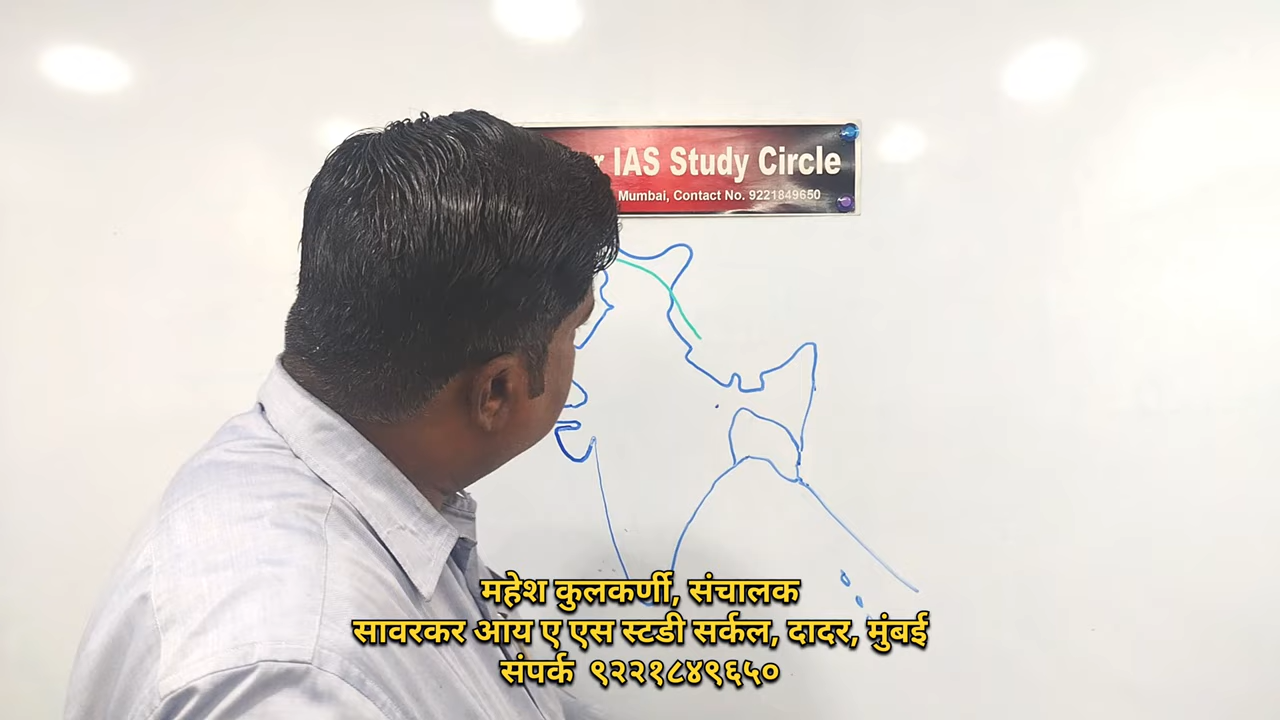 IAS Study Circle
Mumbai, Contact No. 9221849650
महेश कुलकर्णी, संचालक
सावरकर आय ए एस स्टडी सर्कल, दादर, मुंबई
संपर्क ९२२१८४९६५०